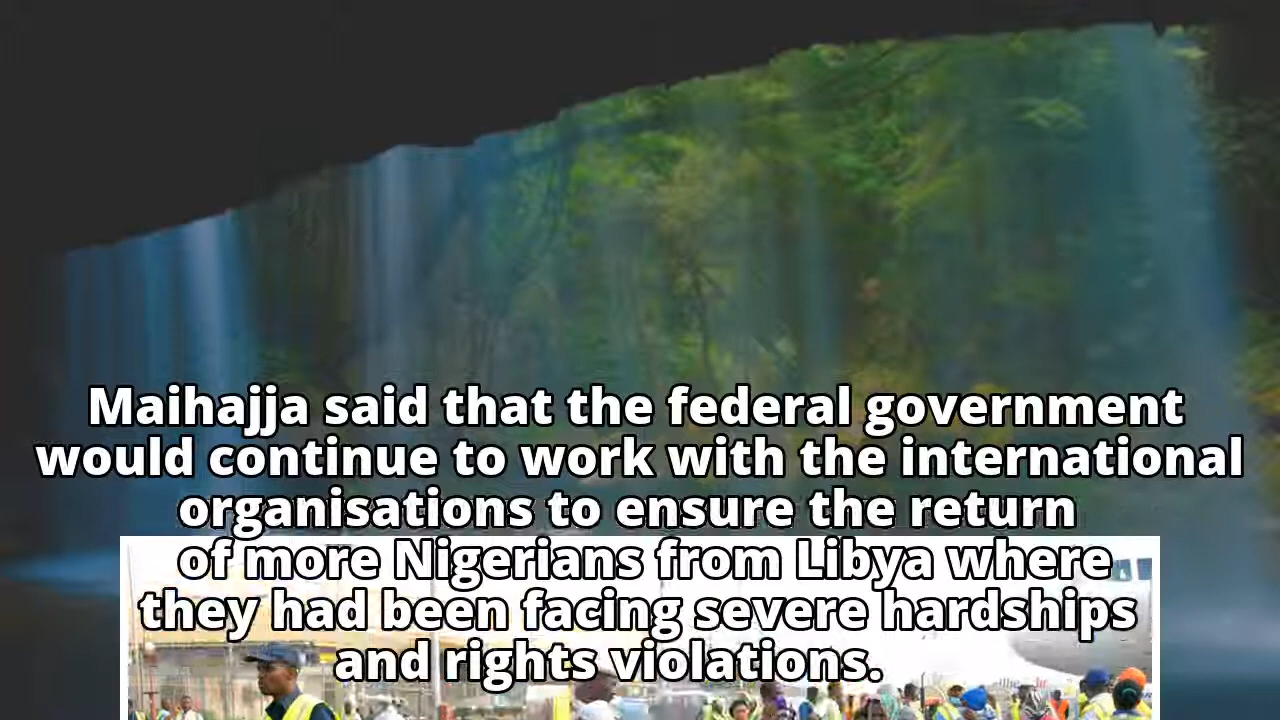 Maihajja said that the federal government
would continue to work with the international
organisations to ensure the return
of more Nigerians from Libya where
they had been facing severe hardships
and rights violations.